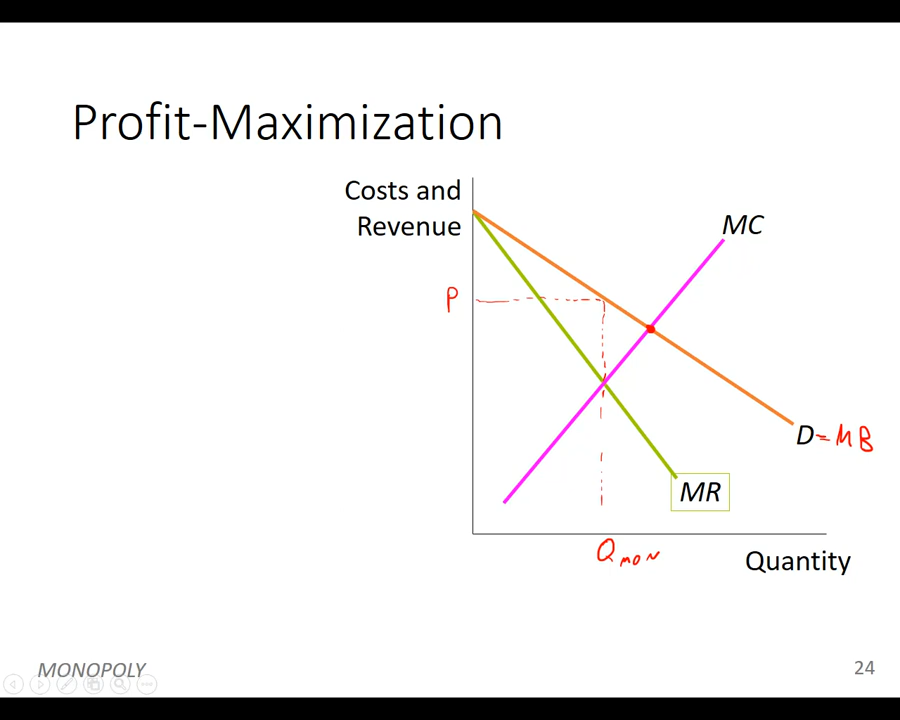 Profit-Maximization
Costs and
Revenue
MC
P
D = MB
MR
Q MON
Quantity
MONOPOLY
24